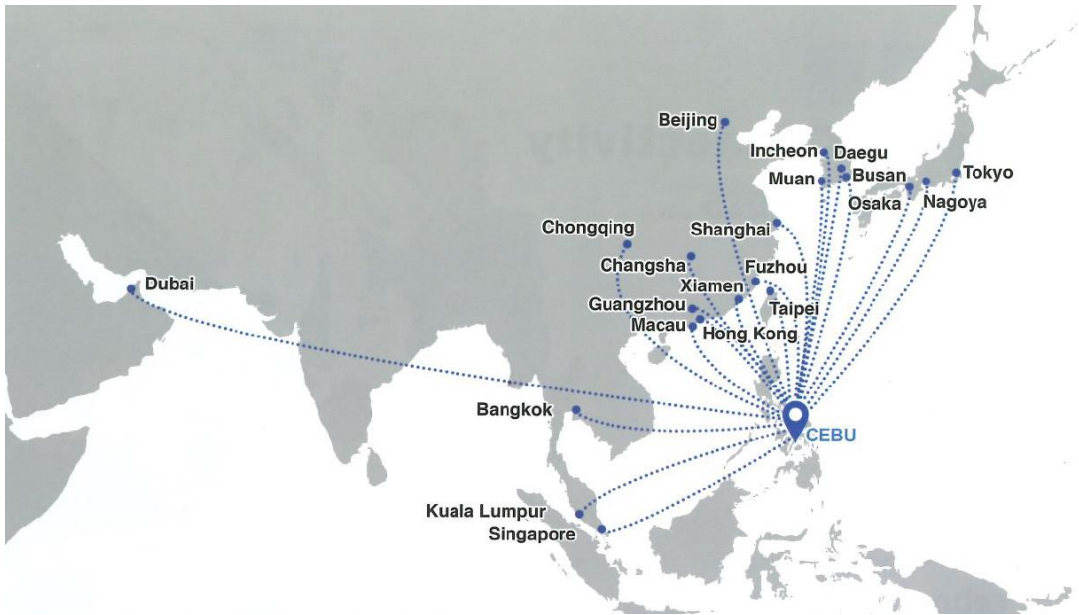 Beijing
Incheon
Daegu
Muan
Busan
Tokyo
Osaka
Nagoya
Chongqing
Shanghai
Changsha
Fuzhou
Dubai
Xiamen
Guangzhou
Taipei
Macau
Hong Kong
Bangkok
CEBU
Kuala Lumpur
Singapore